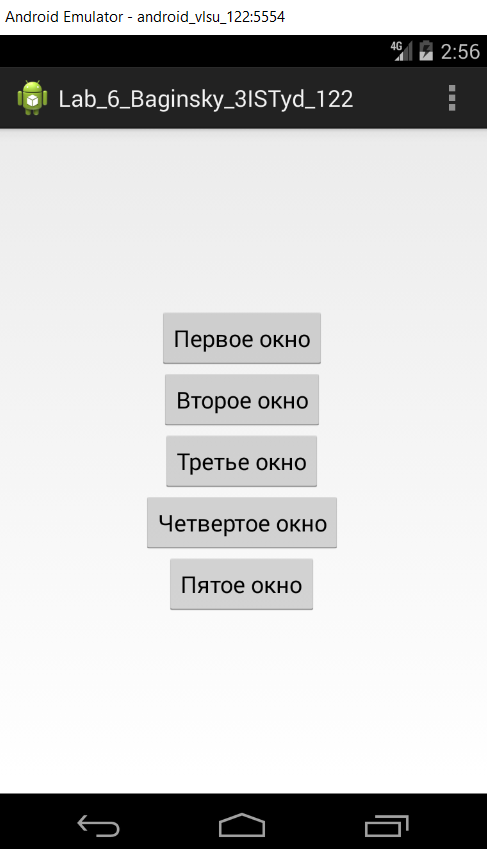 Android Emulator - android_vlsu_122:5554
4G 2:56
Lab_6_Baginsky_3ISTyd_122
Первое окно
Второе окно
Третье окно
Четвертое окно
Пятое окно